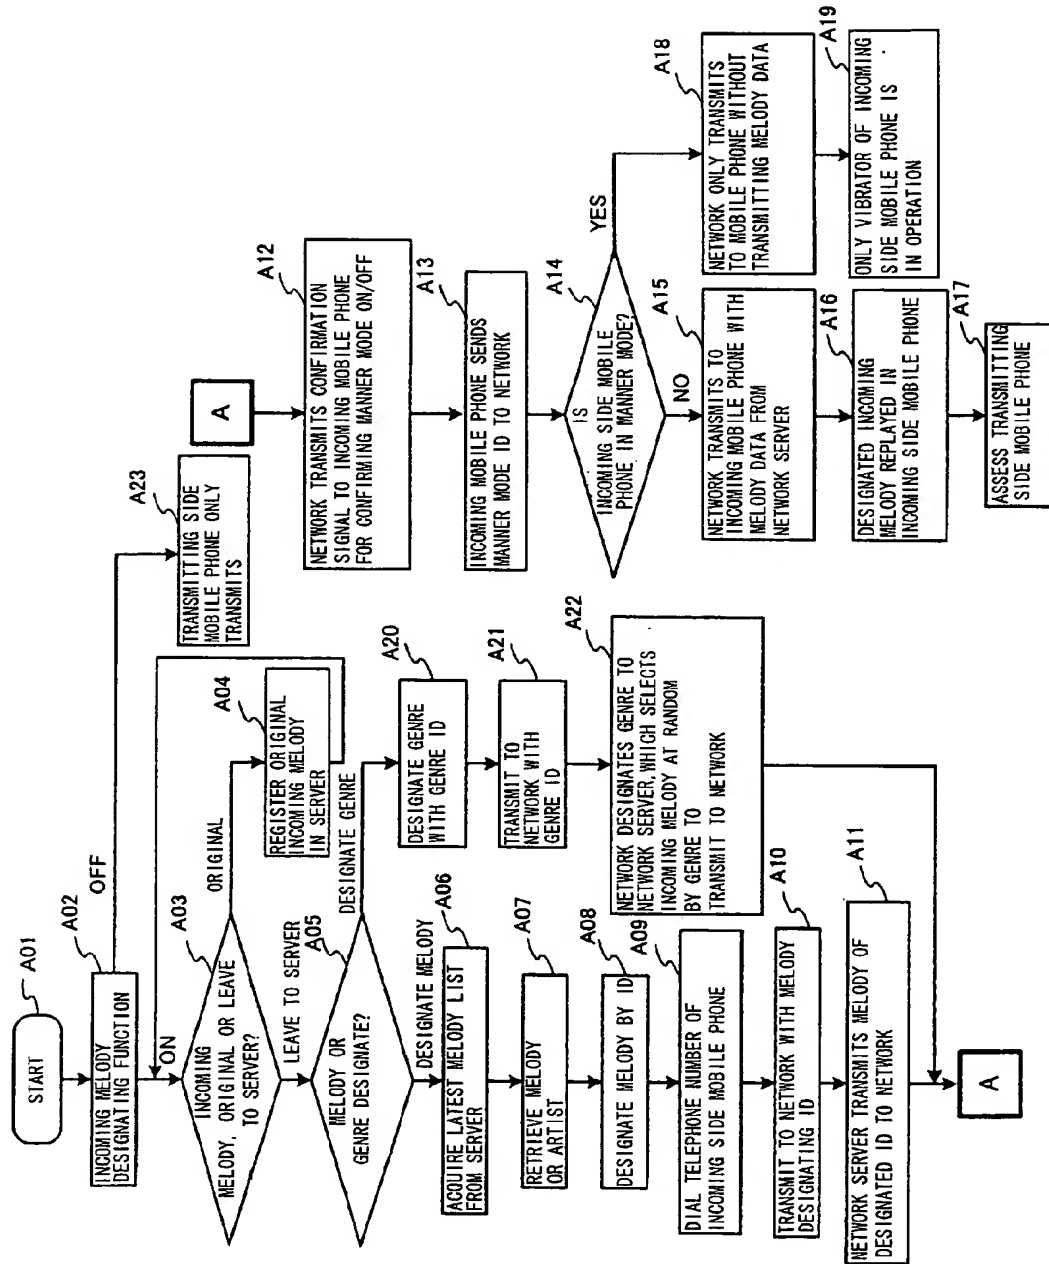 START
A01
INCOMING MELODY
DESIGNATING FUNCTION
A02
OFF
ON
INCOMING
MELODY, ORIGINAL OR LEAVE
TO SERVER?
A03
ORIGINAL
REGISTER ORIGINAL
INCOMING MELODY
IN SERVER
A04
LEAVE TO SERVER
MELODY OR
GENRE DESIGNATE?
A05
DESIGNATE GENRE
DESIGNATE MELODY
ACQUIRE LATEST MELODY LIST
FROM SERVER
A06
RETRIEVE MELODY
OR ARTIST
A07
DESIGNATE MELODY BY ID
A08
DIAL TELEPHONE NUMBER OF
INCOMING SIDE MOBILE PHONE
A09
TRANSMIT TO NETWORK WITH MELODY
DESIGNATING ID
A10
NETWORK SERVER TRANSMITS MELODY OF
DESIGNATED ID TO NETWORK
A11
A
DESIGNATE GENRE
WITH GENRE ID
A20
TRANSMIT TO
NETWORK WITH
GENRE ID
A21
NETWORK DESIGNATES GENRE TO
NETWORK SERVER, WHICH SELECTS
INCOMING MELODY AT RANDOM
BY GENRE TO
TRANSMIT TO NETWORK
A22
TRANSMITTING SIDE
MOBILE PHONE ONLY
TRANSMITS
A23
A
NETWORK TRANSMITS CONFIRMATION
SIGNAL TO INCOMING MOBILE PHONE
FOR CONFIRMING MANNER MODE ON/OFF
A12
INCOMING MOBILE PHONE SENDS
MANNER MODE ID TO NETWORK
A13
IS
INCOMING SIDE MOBILE
PHONE IN MANNER MODE?
A14
YES
NO
NETWORK TRANSMITS TO
INCOMING MOBILE PHONE WITH
MELODY DATA FROM
NETWORK SERVER
A15
DESIGNATED INCOMING
MELODY REPLAYED IN
INCOMING SIDE MOBILE PHONE
A16
ASSESS TRANSMITTING
SIDE MOBILE PHONE
A17
NETWORK ONLY TRANSMITS
TO MOBILE PHONE WITHOUT
TRANSMITTING MELODY DATA
A18
ONLY VIBRATOR OF INCOMING
SIDE MOBILE PHONE IS
IN OPERATION
A19